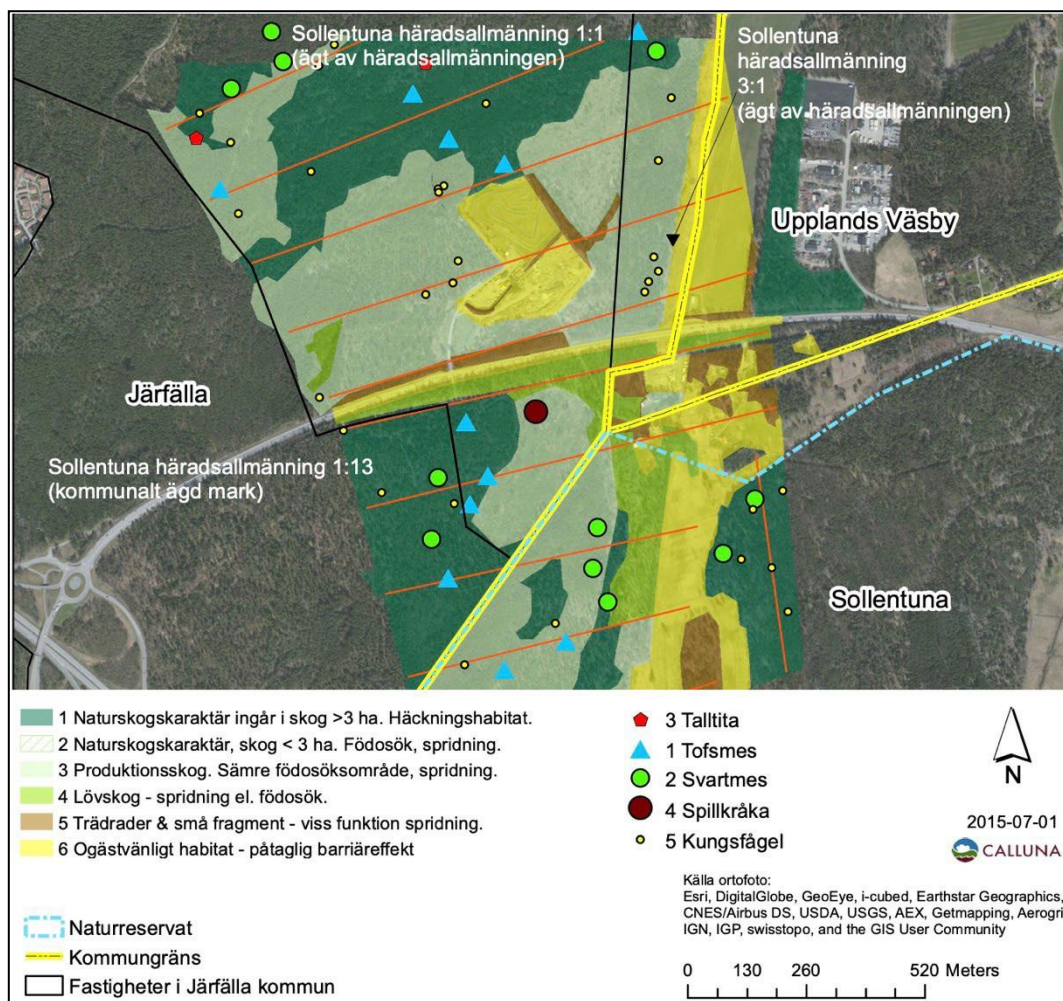 Sollentuna häradsallmänning 1:1
(ägt av häradsallmänningen)
Sollentuna
häradsallmänning
3:1
(ägt av häradsallmänningen)
Upplands Väsby
Järfälla
Sollentuna häradsallmänning 1:13
(kommunalt ägd mark)
Sollentuna
1 Naturskogskaraktär ingår i skog >3 ha. Häckningshabitat.
2 Naturskogskaraktär, skog < 3 ha. Födosök, spridning.
3 Produktionsskog. Sämre födosöksområde, spridning.
4 Lövskog - spridning el. födosök.
5 Trädrader & små fragment - viss funktion spridning.
6 Ogästvänligt habitat - påtaglig barriäreffekt
Naturreservat
Kommungräns
Fastigheter i Järfälla kommun
3 Talltita
1 Tofsmes
2 Svartmes
4 Spillkråka
5 Kungsfågel
N
2015-07-01
CALLUNA
Källa ortofoto:
Esri, DigitalGlobe, GeoEye, i-cubed, Earthstar Geographics,
CNES/Airbus DS, USDA, USGS, AEX, Getmapping, Aerogri
IGN, IGP, swisstopo, and the GIS User Community
0 130 260 520 Meters